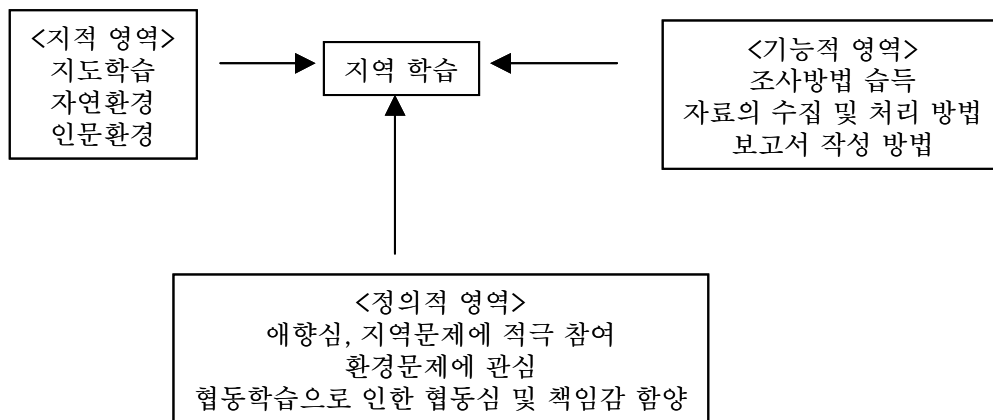 <지적 영역>
지도학습
자연환경
인문환경
지역 학습
<기능적 영역>
조사방법 습득
자료의 수집 및 처리 방법
보고서 작성 방법
<정의적 영역>
애향심, 지역문제에 적극 참여
환경문제에 관심
협동학습으로 인한 협동심 및 책임감 함양